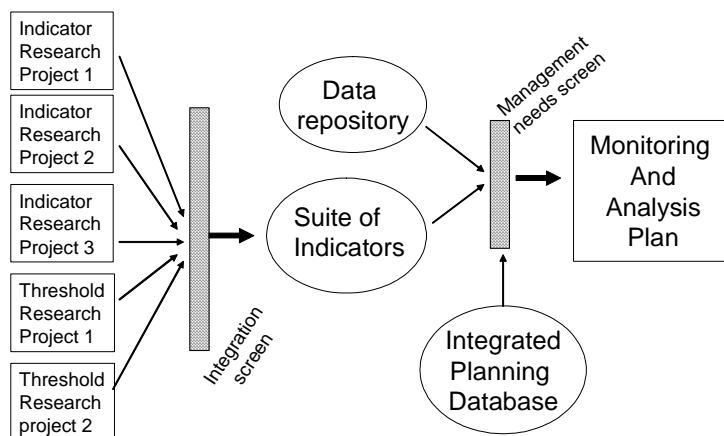 Indicator
Research
Project 1
Indicator
Research
Project 2
Indicator
Research
Project 3
Threshold
Research
Project 1
Threshold
Research
project 2
Integration
screen
Data
repository
Suite of
Indicators
Management
needs screen
Integrated
Planning
Database
Monitoring
And
Analysis
Plan